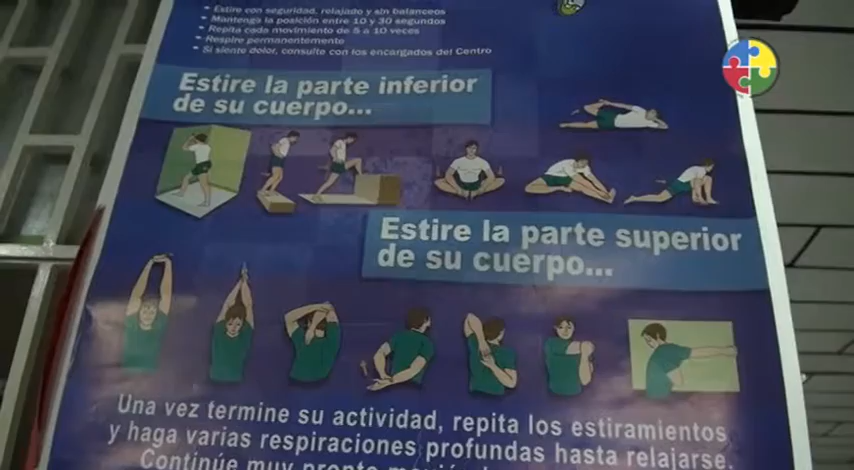 • Estire con seguridad, relajado y sin balanceos
• Mantenga la posición entre 10 y 30 segundos
• Repita cada movimiento de 5 a 10 veces
• Respire permanentemente
• Si siente dolor, consulte con los encargados del Centro
Estire la parte inferior
de su cuerpo...
Estire la parte superior
de su cuerpo...
Una vez termine su actividad, repita los estiramientos
y haga varias respiraciones profundas hasta relajarse.
Continúe muy pronto